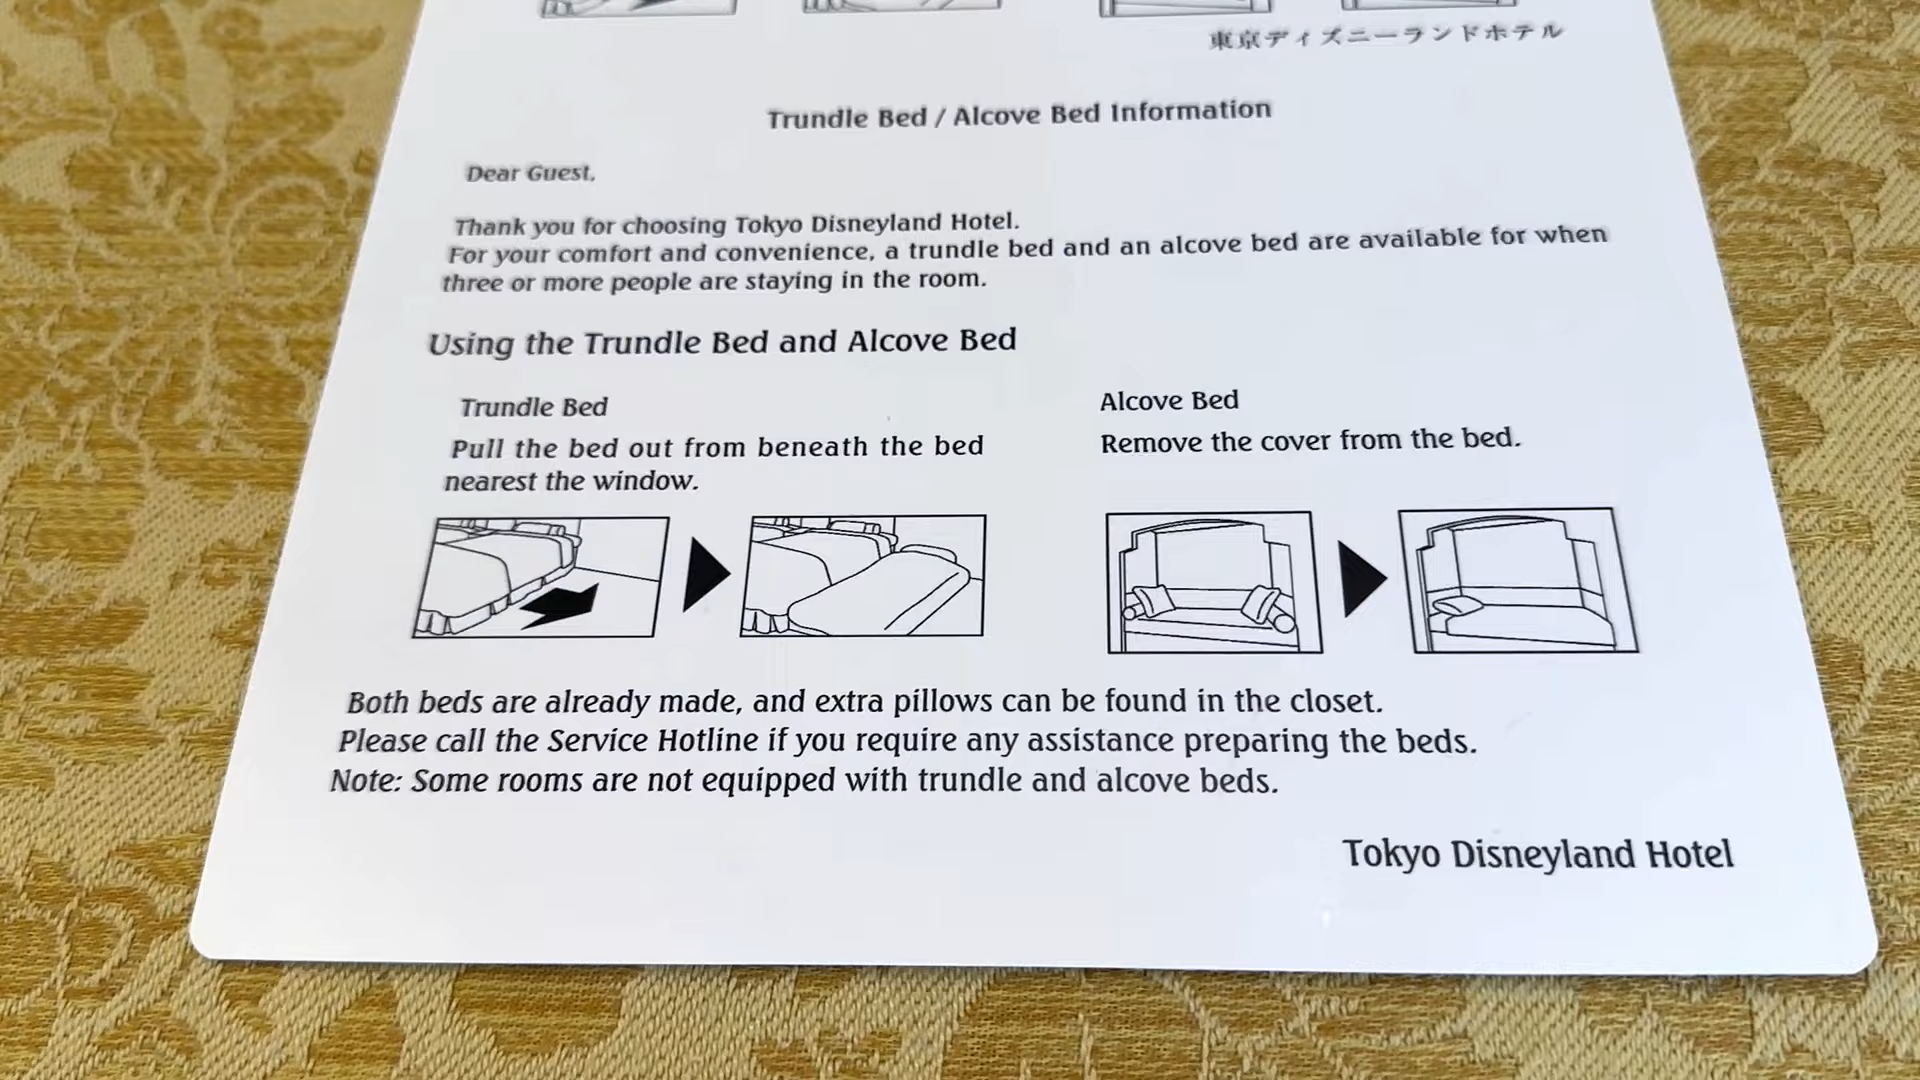 東京ディズニーランドホテル
Trundle Bed / Alcove Bed Information
Dear Guest,
Thank you for choosing Tokyo Disneyland Hotel.
For your comfort and convenience, a trundle bed and an alcove bed are available for when
three or more people are staying in the room.
Using the Trundle Bed and Alcove Bed
Trundle Bed
Pull the bed out from beneath the bed
nearest the window.
Alcove Bed
Remove the cover from the bed.
Both beds are already made, and extra pillows can be found in the closet.
Please call the Service Hotline if you require any assistance preparing the beds.
Note: Some rooms are not equipped with trundle and alcove beds.
Tokyo Disneyland Hotel